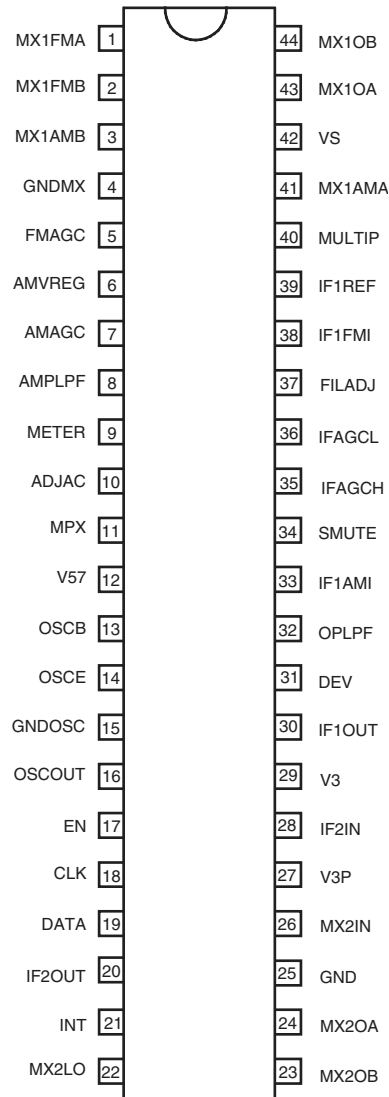 MX1FMA 1 44 MX1OB
MX1FMB 2 43 MX1OA
MX1AMB 3 42 VS
GNDMX 4 41 MX1AMA
FMAGC 5 40 MULTIP
AMVREG 6 39 IF1REF
AMAGC 7 38 IF1FMI
AMPLPF 8 37 FILADJ
METER 9 36 IFAGCL
ADJAC 10 35 IFAGCH
MPX 11 34 SMUTE
V57 12 33 IF1AMI
OSCB 13 32 OPLPF
OSCE 14 31 DEV
GNDOSC 15 30 IF1OUT
OSCOUT 16 29 V3
EN 17 28 IF2IN
CLK 18 27 V3P
DATA 19 26 MX2IN
IF2OUT 20 25 GND
INT 21 24 MX2OA
MX2LO 22 23 MX2OB